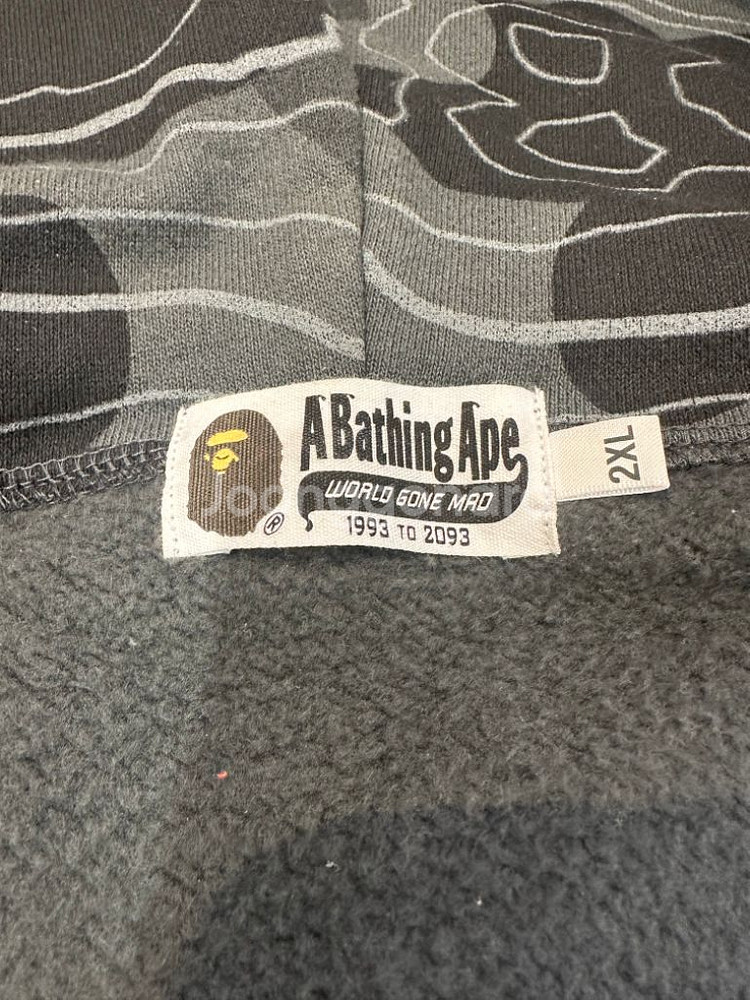 A Bathing Ape
WORLD GONE MAD
1993 TO 2093
®
2XL